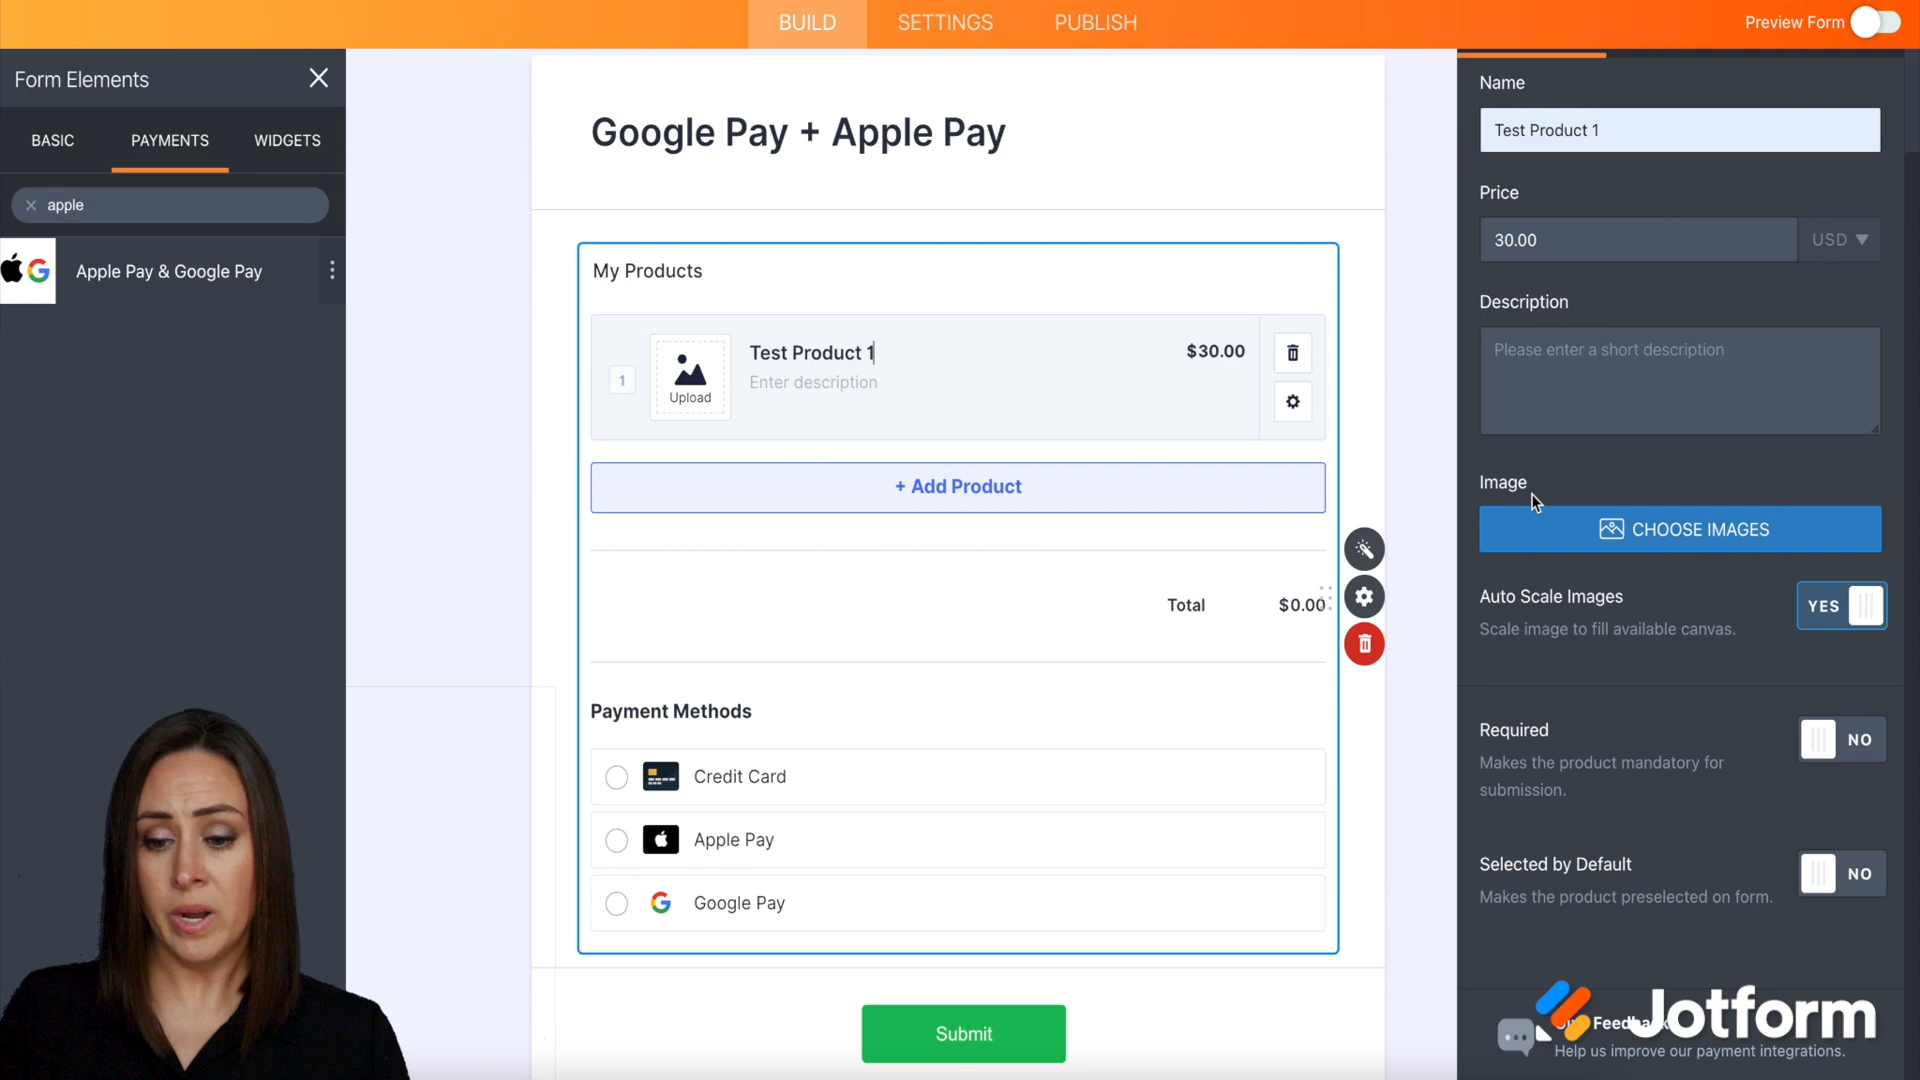 BUILD
SETTINGS
PUBLISH
Preview Form
Form Elements
BASIC
PAYMENTS
WIDGETS
apple
Apple Pay & Google Pay
Google Pay + Apple Pay
My Products
1
Upload
Test Product 1
Enter description
$30.00
+ Add Product
Total
$0.00
Payment Methods
Credit Card
Apple Pay
Google Pay
Submit
Name
Test Product 1
Price
30.00
USD
Description
Please enter a short description
Image
CHOOSE IMAGES
Auto Scale Images
YES
Scale image to fill available canvas.
Required
NO
Makes the product mandatory for
submission.
Selected by Default
NO
Makes the product preselected on form.
Jotform
Help us improve our payment integrations.